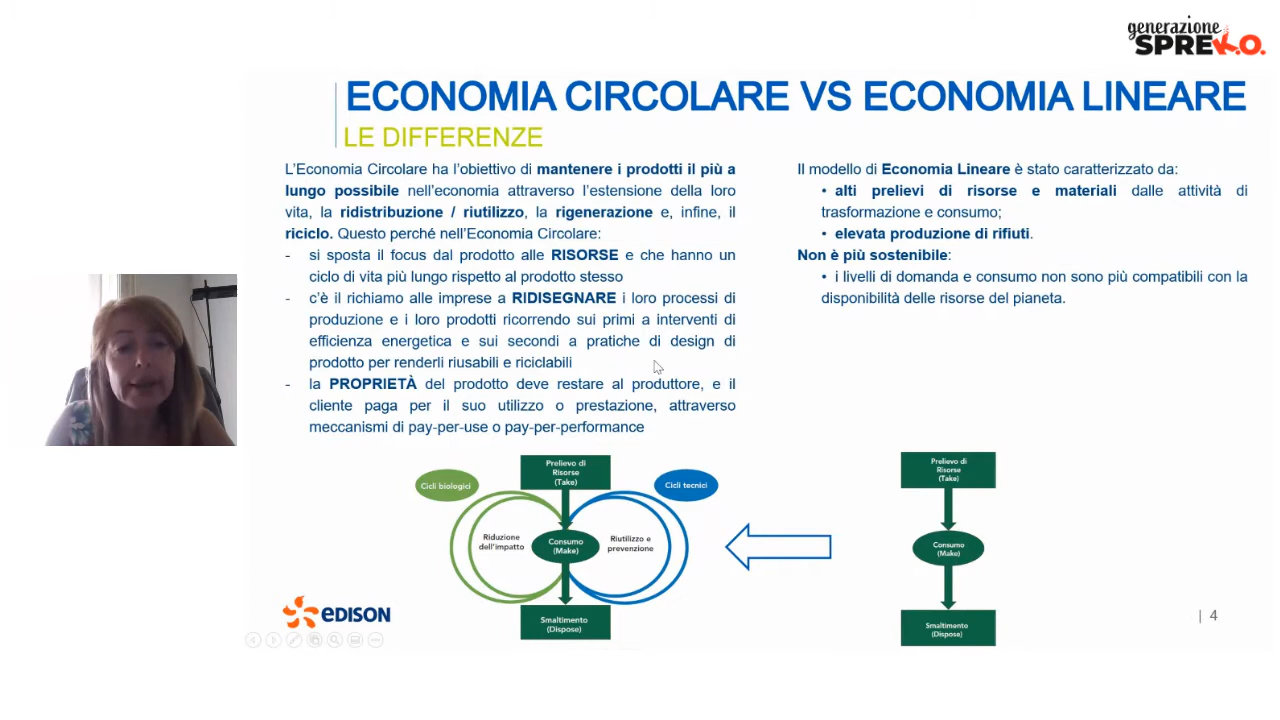 generazione
SPREK.O.
ECONOMIA CIRCOLARE VS ECONOMIA LINEARE
LE DIFFERENZE
L'Economia Circolare ha l'obiettivo di mantenere i prodotti il più a
lungo possibile nell'economia attraverso l'estensione della loro
vita, la ridistribuzione / riutilizzo, la rigenerazione e, infine, il
riciclo. Questo perché nell'Economia Circolare:
- si sposta il focus dal prodotto alle RISORSE e che hanno un
ciclo di vita più lungo rispetto al prodotto stesso
- c'è il richiamo alle imprese a RIDISEGNARE i loro processi di
produzione e i loro prodotti ricorrendo sui primi a interventi di
efficienza energetica e sui secondi a pratiche di design di
prodotto per renderli riusabili e riciclabili
- la PROPRIETÀ del prodotto deve restare al produttore, e il
cliente paga per il suo utilizzo o prestazione, attraverso
meccanismi di pay-per-use o pay-per-performance
Il modello di Economia Lineare è stato caratterizzato da:
• alti prelievi di risorse e materiali dalle attività di
trasformazione e consumo;
• elevata produzione di rifiuti.
Non è più sostenibile:
• i livelli di domanda e consumo non sono più compatibili con la
disponibilità delle risorse del pianeta.
Cicli biologici
Prelievo di
Risorse
(Take)
Cicli tecnici
Riduzione
dell'impatto
Consumo
(Make)
Riutilizzo e
prevenzione
Smaltimento
(Dispose)
Prelievo di
Risorse
(Take)
Consumo
(Make)
Smaltimento
(Dispose)
EDISON
| 4